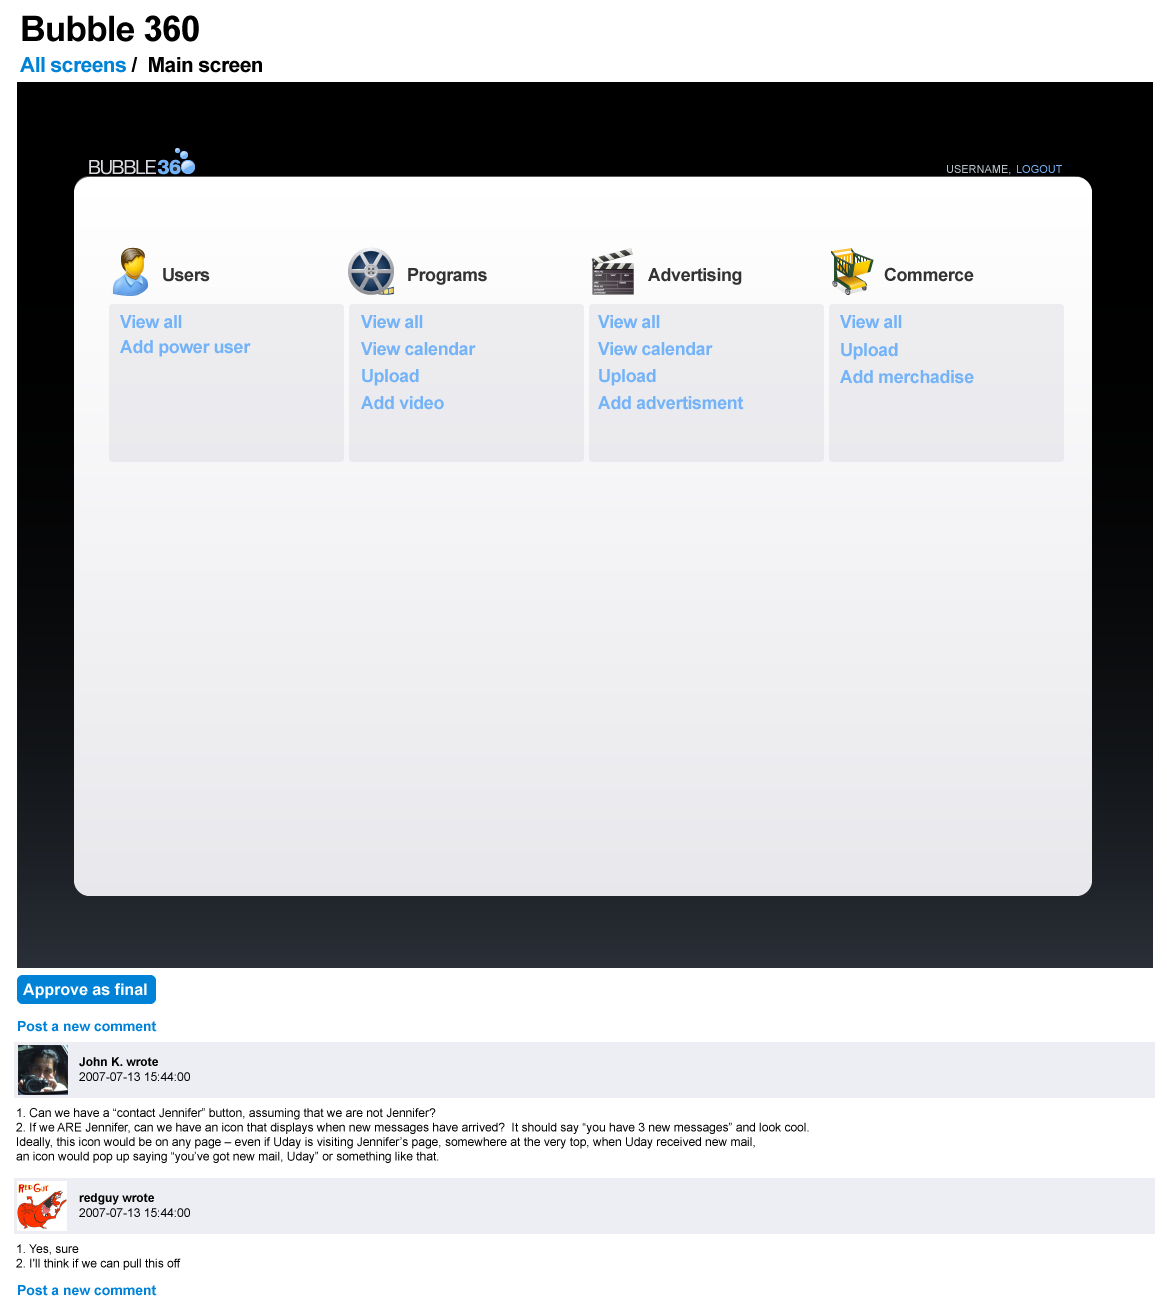 Bubble 360
All screens / Main screen
BUBBLE360
USERNAME, LOGOUT
Users
Programs
Advertising
Commerce
View all
Add power user
View all
View calendar
Upload
Add video
View all
View calendar
Upload
Add advertisment
View all
Upload
Add merchadise
Approve as final
Post a new comment
John K. wrote
2007-07-13 15:44:00
1. Can we have a “contact Jennifer” button, assuming that we are not Jennifer?
2. If we ARE Jennifer, can we have an icon that displays when new messages have arrived?  It should say “you have 3 new messages” and look cool.
Ideally, this icon would be on any page – even if Uday is visiting Jennifer’s page, somewhere at the very top, when Uday received new mail,
an icon would pop up saying “you’ve got new mail, Uday” or something like that.
RED GUY
redguy wrote
2007-07-13 15:44:00
1. Yes, sure
2. I'll think if we can pull this off
Post a new comment